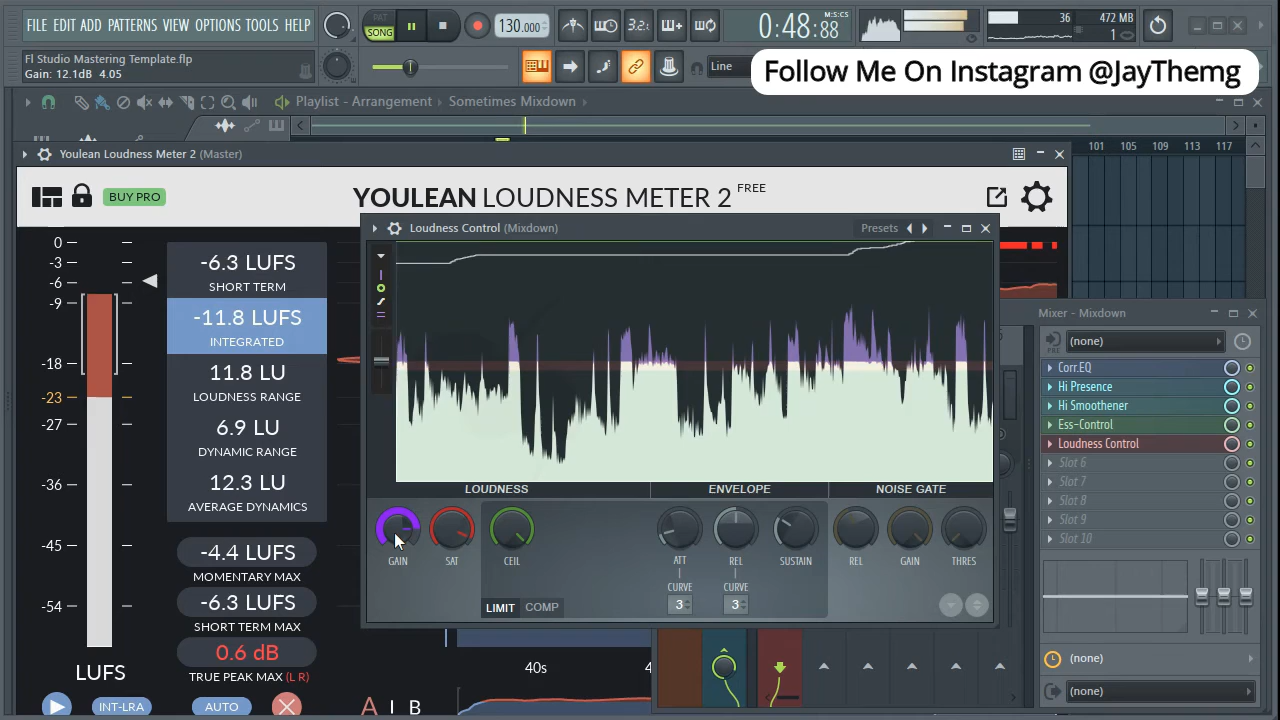 FILE EDIT ADD PATTERNS VIEW OPTIONS TOOLS HELP
PAT
SONG
130.000
3.2.
0:48:88
M:S:CS
36
472 MB
1
Fl Studio Mastering Template.flp
Gain: 12.1dB 4.05
Line
Follow Me On Instagram @JayThemg
Playlist - Arrangement
Sometimes Mixdown
101 105 109 113 117
Youlean Loudness Meter 2 (Master)
BUY PRO
YOULEAN LOUDNESS METER 2 FREE
Loudness Control (Mixdown)
Presets
0
-3
-6
-9
-18
-23
-27
-36
-45
-54
LUFS
-6.3 LUFS
SHORT TERM
-11.8 LUFS
INTEGRATED
11.8 LU
LOUDNESS RANGE
6.9 LU
DYNAMIC RANGE
12.3 LU
AVERAGE DYNAMICS
-4.4 LUFS
MOMENTARY MAX
-6.3 LUFS
SHORT TERM MAX
0.6 dB
TRUE PEAK MAX (L R)
INT-LRA
AUTO
LOUDNESS
ENVELOPE
NOISE GATE
GAIN
SAT
CEIL
ATT
REL
SUSTAIN
REL
GAIN
THRES
CURVE
CURVE
3
3
LIMIT
COMP
40s
A I B
Mixer - Mixdown
(none)
Corr.EQ
Hi Presence
Hi Smoothener
Ess-Control
Loudness Control
Slot 6
Slot 7
Slot 8
Slot 9
Slot 10
(none)
(none)